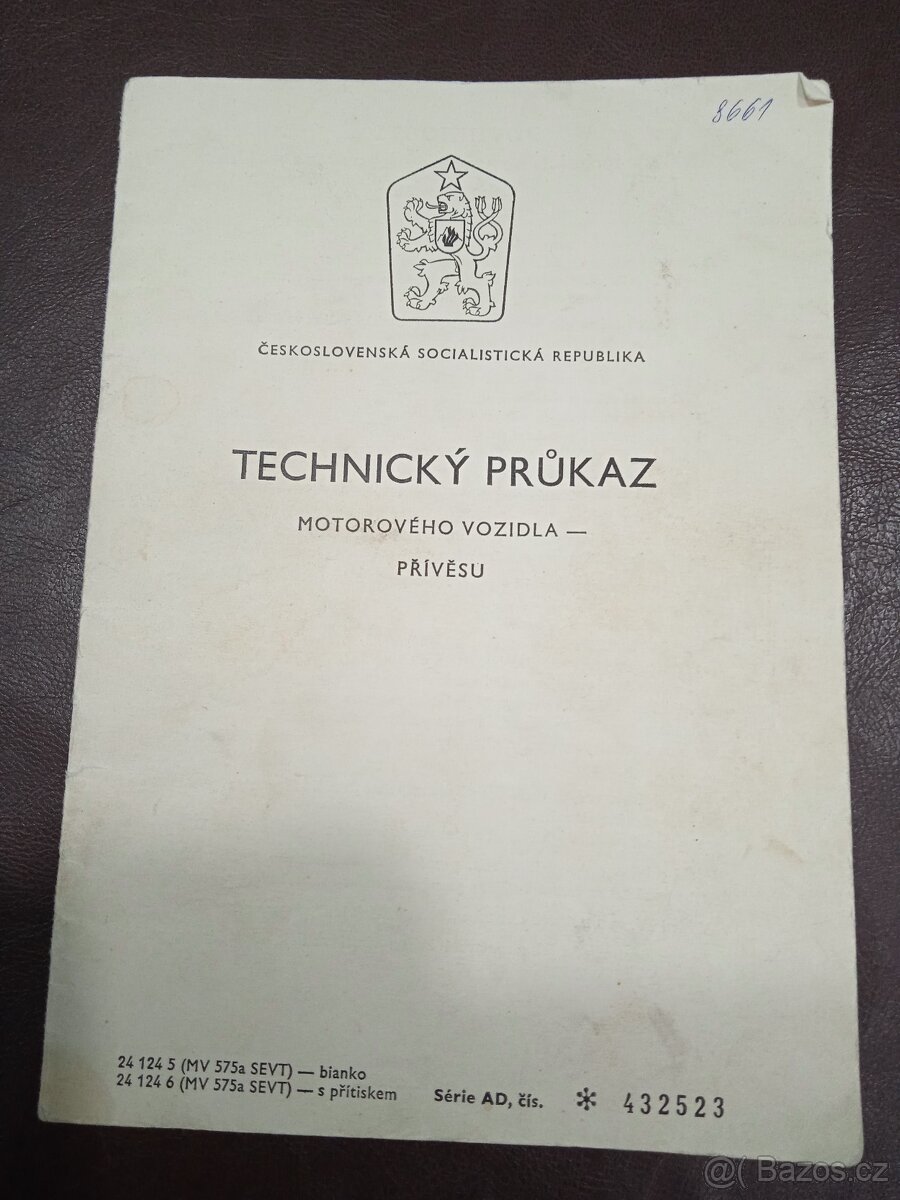 8661
ČESKOSLOVENSKÁ SOCIALISTICKÁ REPUBLIKA
TECHNICKÝ PRŮKAZ
MOTOROVÉHO VOZIDLA —
PŘÍVĚSU
24 124 5 (MV 575a SEVT) — bianko
24 124 6 (MV 575a SEVT) — s přítiskem
Série AD, čís. * 432523
@( Bazos.cz